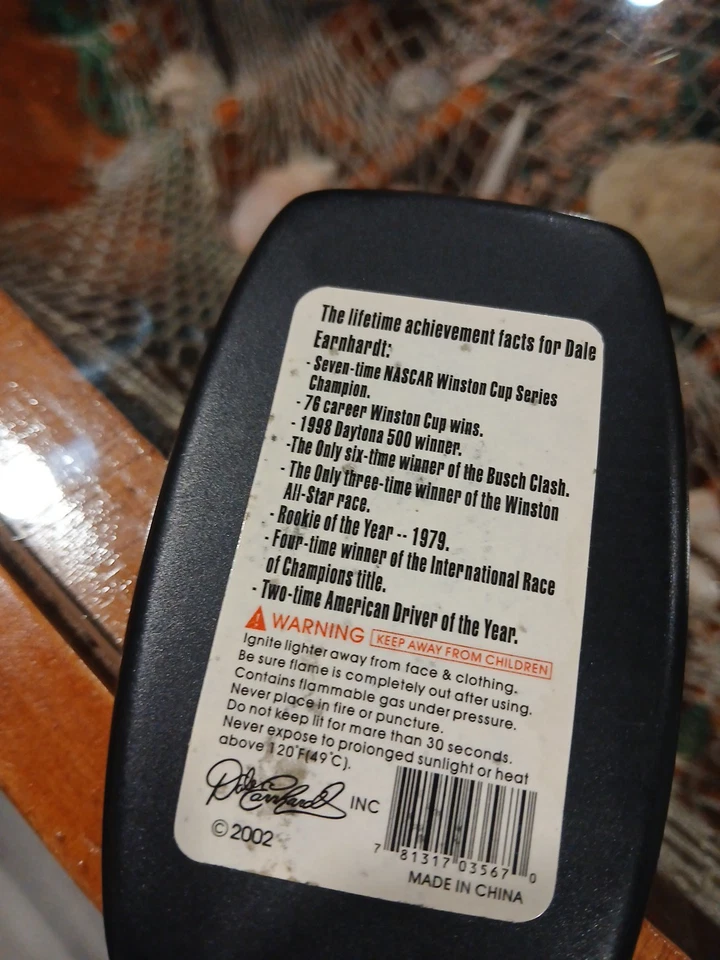 The lifetime achievement facts for Dale
Earnhardt:
- Seven-time NASCAR Winston Cup Series
Champion.
- 76 career Winston Cup wins.
- 1998 Daytona 500 winner.
-The Only six-time winner of the Busch Clash.
- The Only three-time winner of the Winston
All-Star race.
- Rookie of the Year -- 1979.
- Four-time winner of the International Race
of Champions title.
- Two-time American Driver of the Year.
WARNING KEEP AWAY FROM CHILDREN
Ignite lighter away from face & clothing.
Be sure flame is completely out after using.
Contains flammable gas under pressure.
Never place in fire or puncture.
Do not keep lit for more than 30 seconds.
Never expose to prolonged sunlight or heat
above 120°F(49°C).
Dale Earnhardt INC
© 2002
7 81317 03567 0
MADE IN CHINA